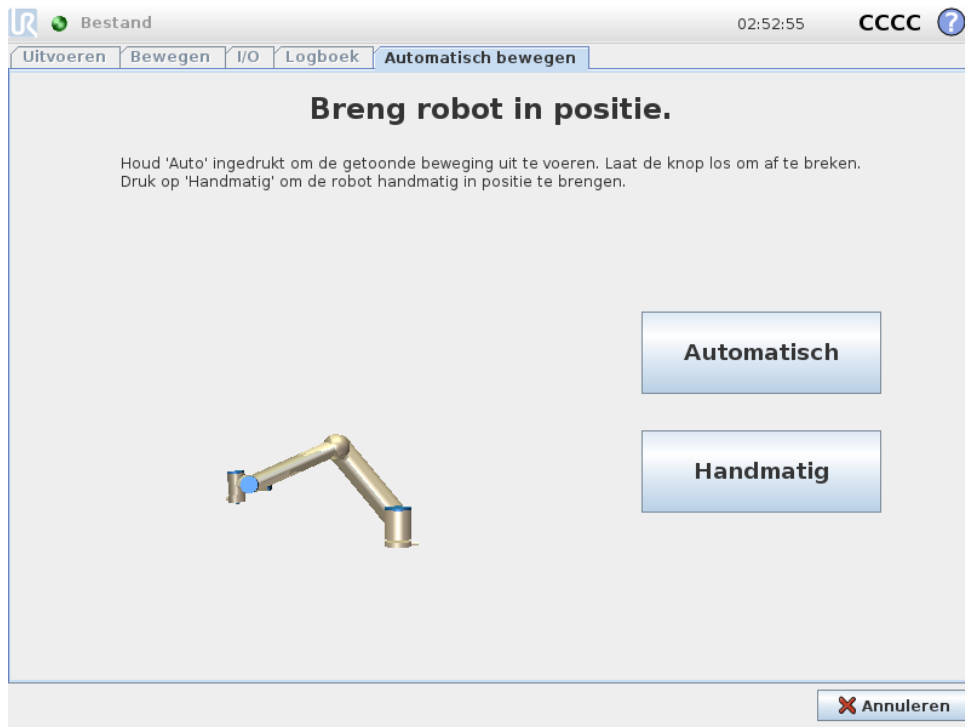 UR Bestand 02:52:55 CCCC ?
Uitvoeren Bewegen I/O Logboek Automatisch bewegen
Breng robot in positie.
Houd 'Auto' ingedrukt om de getoonde beweging uit te voeren. Laat de knop los om af te breken.
Druk op 'Handmatig' om de robot handmatig in positie te brengen.
Automatisch
Handmatig
Annuleren